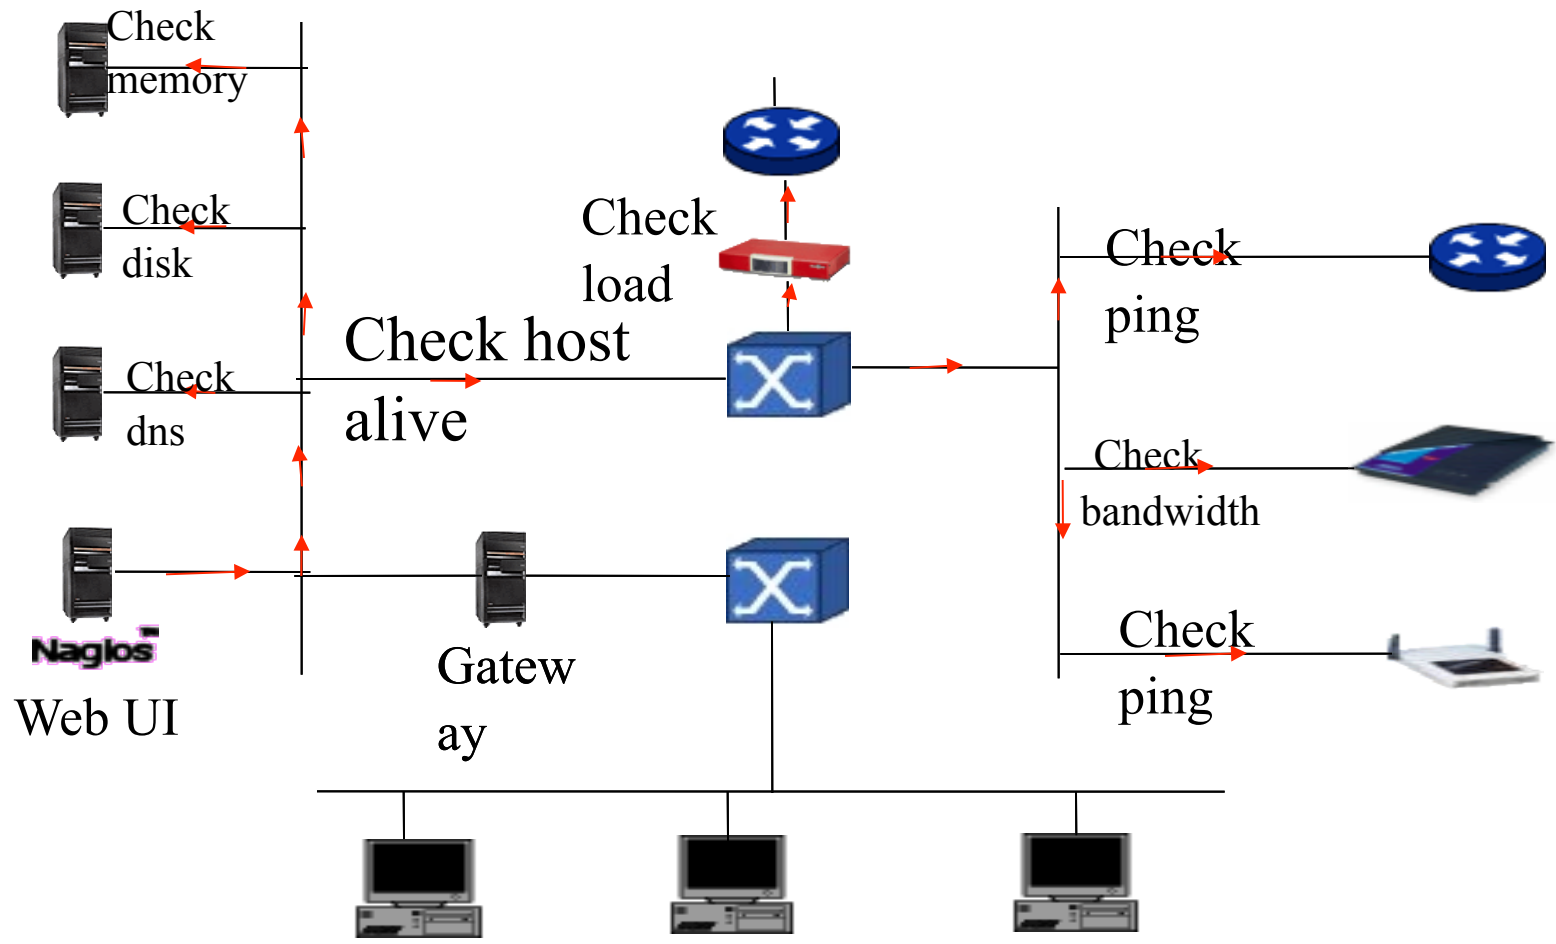 Check
memory
Check
disk
Check
dns
Check host
alive
Check
load
Check
ping
Check
bandwidth
Check
ping
Nagios™
Web UI
Gatew
ay